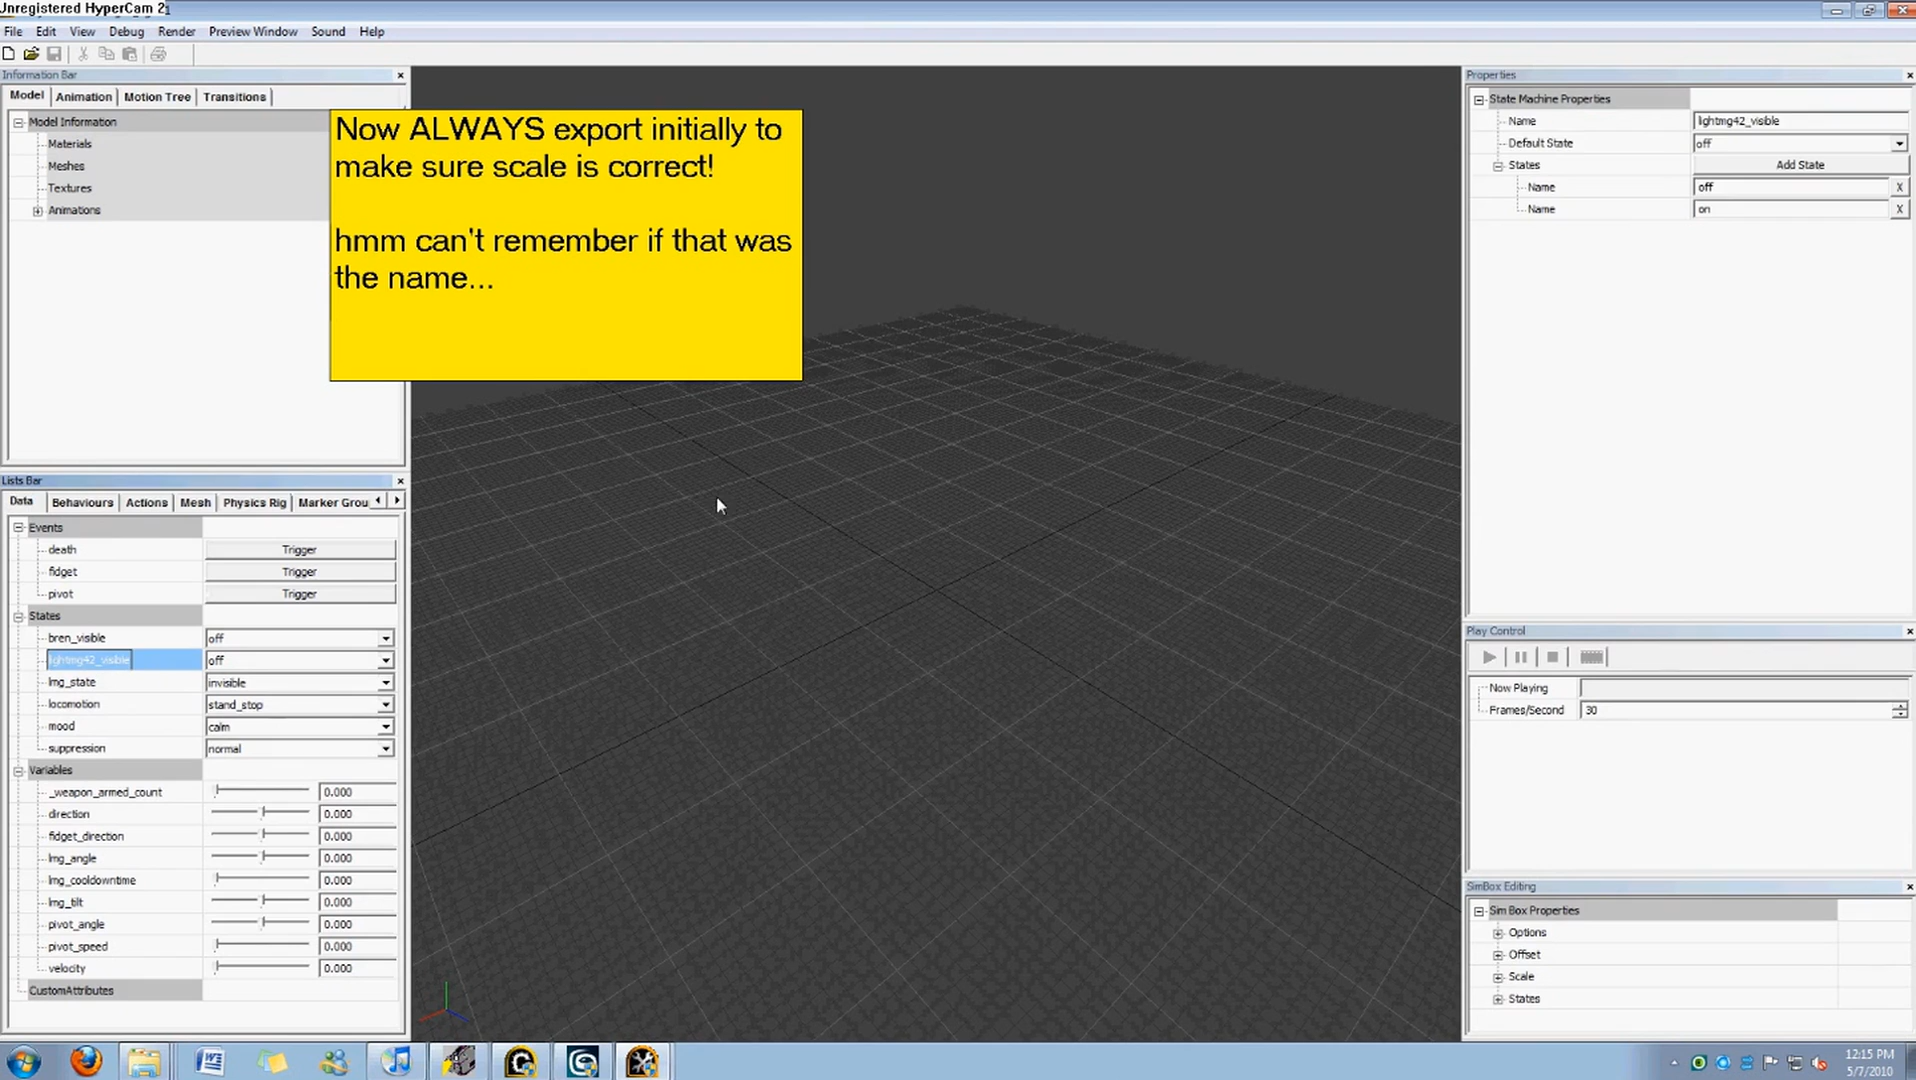 Unregistered HyperCam 2
File Edit View Debug Render Preview Window Sound Help
Information Bar
Model Animation Motion Tree Transitions
Model Information
Materials
Meshes
Textures
Animations
Now ALWAYS export initially to
make sure scale is correct!
hmm can't remember if that was
the name...
Lists Bar
Data Behaviours Actions Mesh Physics Rig Marker Grou
Events
death Trigger
fidget Trigger
pivot Trigger
States
bren_visible off
lightmg42_visible off
lmg_state invisible
locomotion stand_stop
mood calm
suppression normal
Variables
_weapon_armed_count 0.000
direction 0.000
fidget_direction 0.000
lmg_angle 0.000
lmg_cooldowntime 0.000
lmg_tilt 0.000
pivot_angle 0.000
pivot_speed 0.000
velocity 0.000
CustomAttributes
Properties
State Machine Properties
Name lightmg42_visible
Default State off
States Add State
Name off X
Name on X
Play Control
Now Playing
Frames/Second 30
SimBox Editing
Sim Box Properties
Options
Offset
Scale
States
12:15 PM
5/7/2010